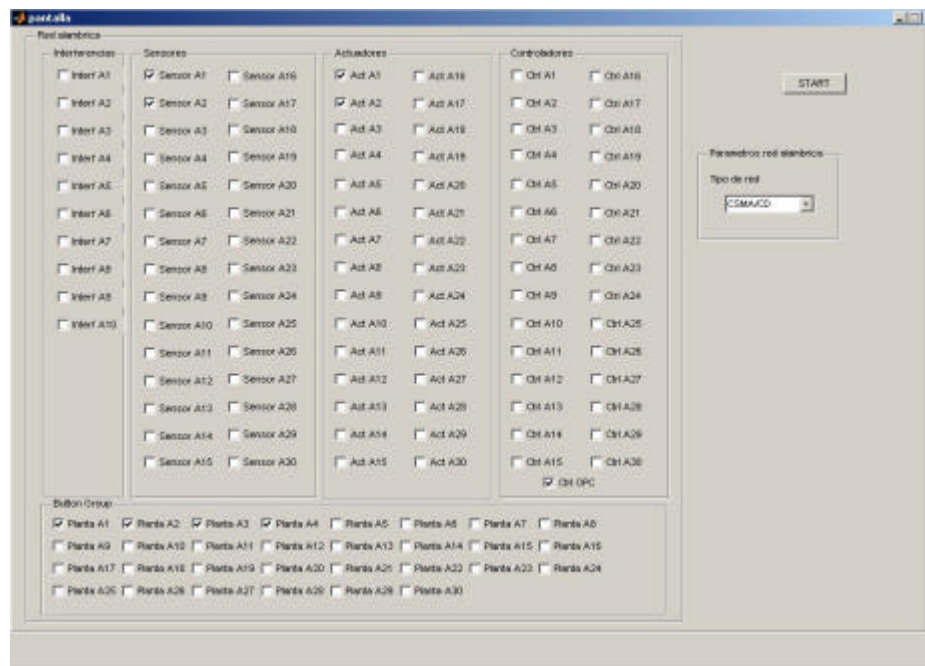 pantalla
Red alambrica
Interferencias Sensores Actuadores Controladores
Interf A1 Sensor A1 Sensor A16 Act A1 Act A16 Ctrl A1 Ctrl A16
START
Interf A2 Sensor A2 Sensor A17 Act A2 Act A17 Ctrl A2 Ctrl A17
Interf A3 Sensor A3 Sensor A18 Act A3 Act A18 Ctrl A3 Ctrl A18
Interf A4 Sensor A4 Sensor A19 Act A4 Act A19 Ctrl A4 Ctrl A19
Parametros red alambrica
Interf A5 Sensor A5 Sensor A20 Act A5 Act A20 Ctrl A5 Ctrl A20
Tipo de red
CSMA/CD
Interf A6 Sensor A6 Sensor A21 Act A6 Act A21 Ctrl A6 Ctrl A21
Interf A7 Sensor A7 Sensor A22 Act A7 Act A22 Ctrl A7 Ctrl A22
Interf A8 Sensor A8 Sensor A23 Act A8 Act A23 Ctrl A8 Ctrl A23
Interf A9 Sensor A9 Sensor A24 Act A9 Act A24 Ctrl A9 Ctrl A24
Interf A10 Sensor A10 Sensor A25 Act A10 Act A25 Ctrl A10 Ctrl A25
Sensor A11 Sensor A26 Act A11 Act A26 Ctrl A11 Ctrl A26
Sensor A12 Sensor A27 Act A12 Act A27 Ctrl A12 Ctrl A27
Sensor A13 Sensor A28 Act A13 Act A28 Ctrl A13 Ctrl A28
Sensor A14 Sensor A29 Act A14 Act A29 Ctrl A14 Ctrl A29
Sensor A15 Sensor A30 Act A15 Act A30 Ctrl A15 Ctrl A30
Ctrl OPC
Button Group
Planta A1 Planta A2 Planta A3 Planta A4 Planta A5 Planta A6 Planta A7 Planta A8
Planta A9 Planta A10 Planta A11 Planta A12 Planta A13 Planta A14 Planta A15 Planta A16
Planta A17 Planta A18 Planta A19 Planta A20 Planta A21 Planta A22 Planta A23 Planta A24
Planta A25 Planta A26 Planta A27 Planta A28 Planta A29 Planta A30